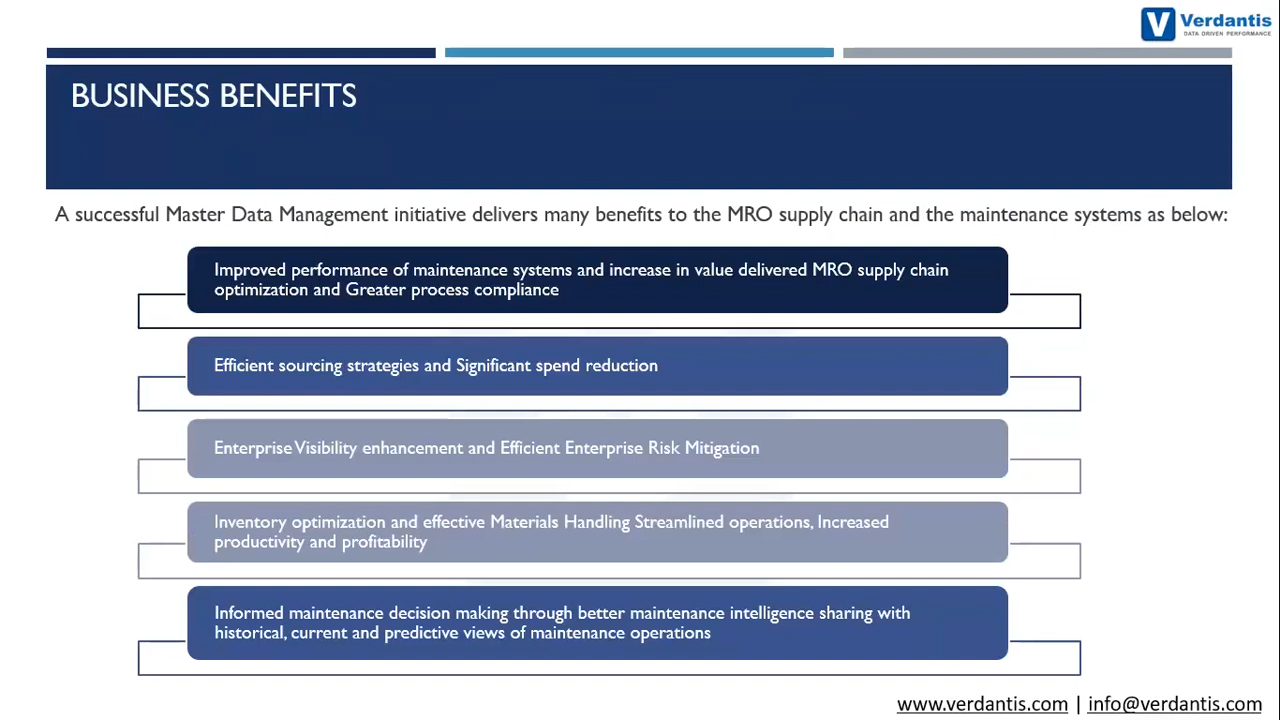 Verdantis
DATA DRIVEN PERFORMANCE
BUSINESS BENEFITS
A successful Master Data Management initiative delivers many benefits to the MRO supply chain and the maintenance systems as below:
Improved performance of maintenance systems and increase in value delivered MRO supply chain
optimization and Greater process compliance
Efficient sourcing strategies and Significant spend reduction
Enterprise Visibility enhancement and Efficient Enterprise Risk Mitigation
Inventory optimization and effective Materials Handling Streamlined operations, Increased
productivity and profitability
Informed maintenance decision making through better maintenance intelligence sharing with
historical, current and predictive views of maintenance operations
www.verdantis.com | info@verdantis.com